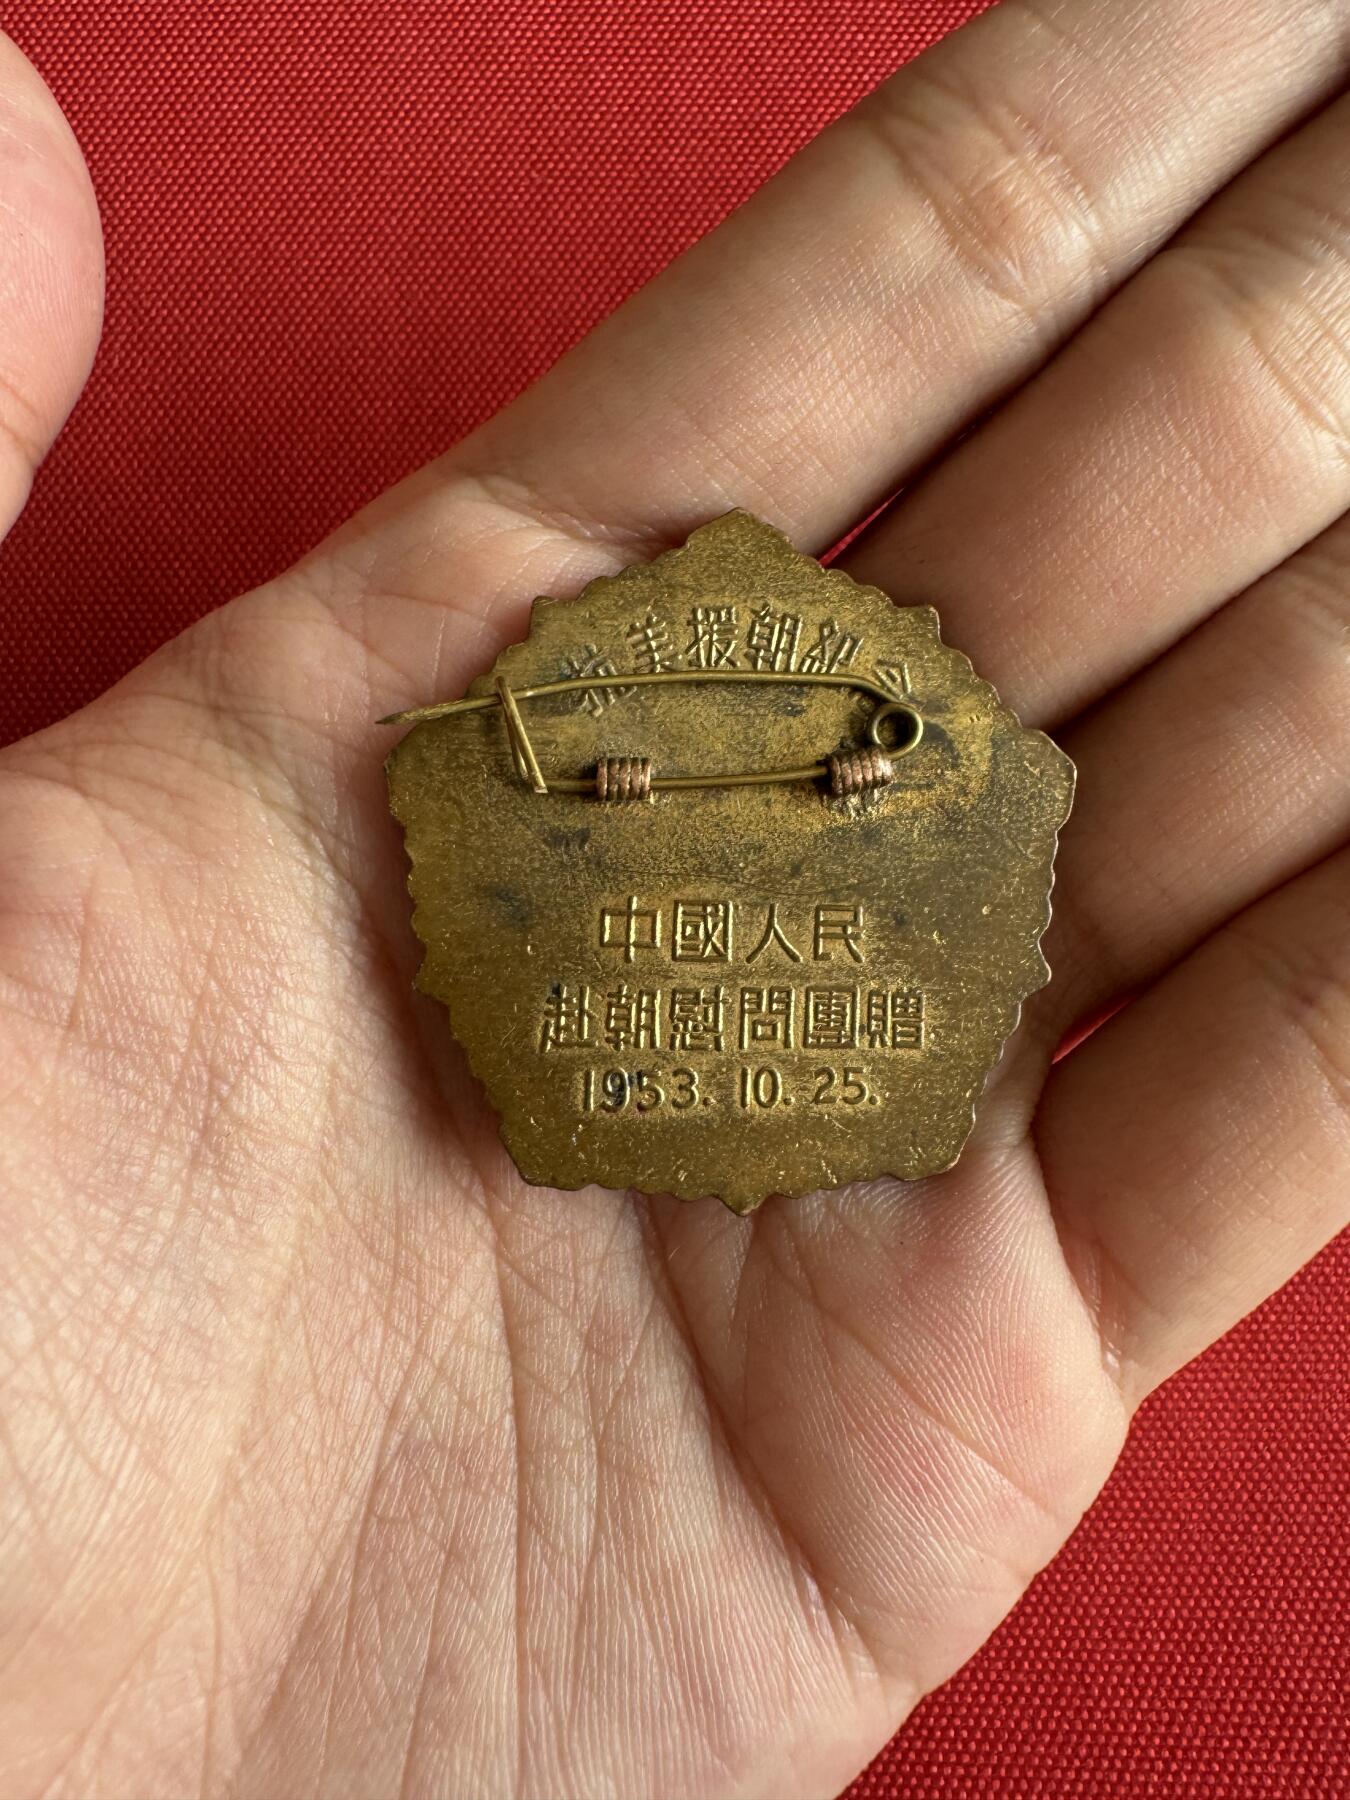 抗美援朝紀念
中國人民
赴朝慰問團贈
1953. 10. 25.